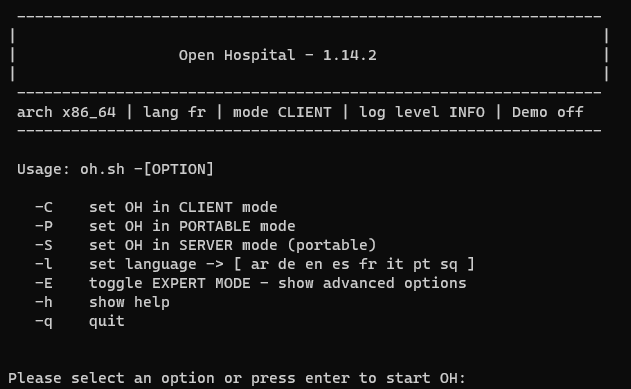 Open Hospital - 1.14.2
arch x86_64 | lang fr | mode CLIENT | log level INFO | Demo off
Usage: oh.sh -[OPTION]
-C    set OH in CLIENT mode
-P    set OH in PORTABLE mode
-S    set OH in SERVER mode (portable)
-l    set language -> [ ar de en es fr it pt sq ]
-E    toggle EXPERT MODE - show advanced options
-h    show help
-q    quit
Please select an option or press enter to start OH: